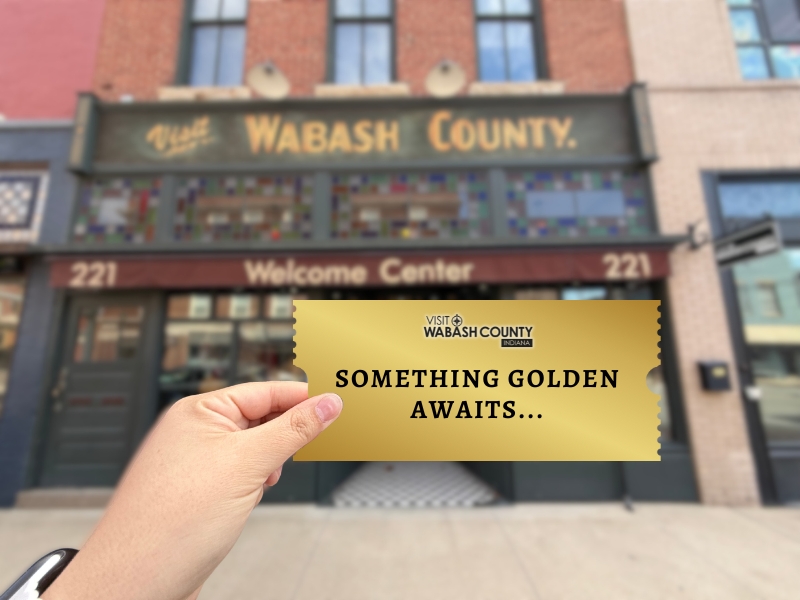 Visit WABASH COUNTY.
221 Welcome Center 221
VISIT
WABASH COUNTY
INDIANA
SOMETHING GOLDEN
AWAITS...